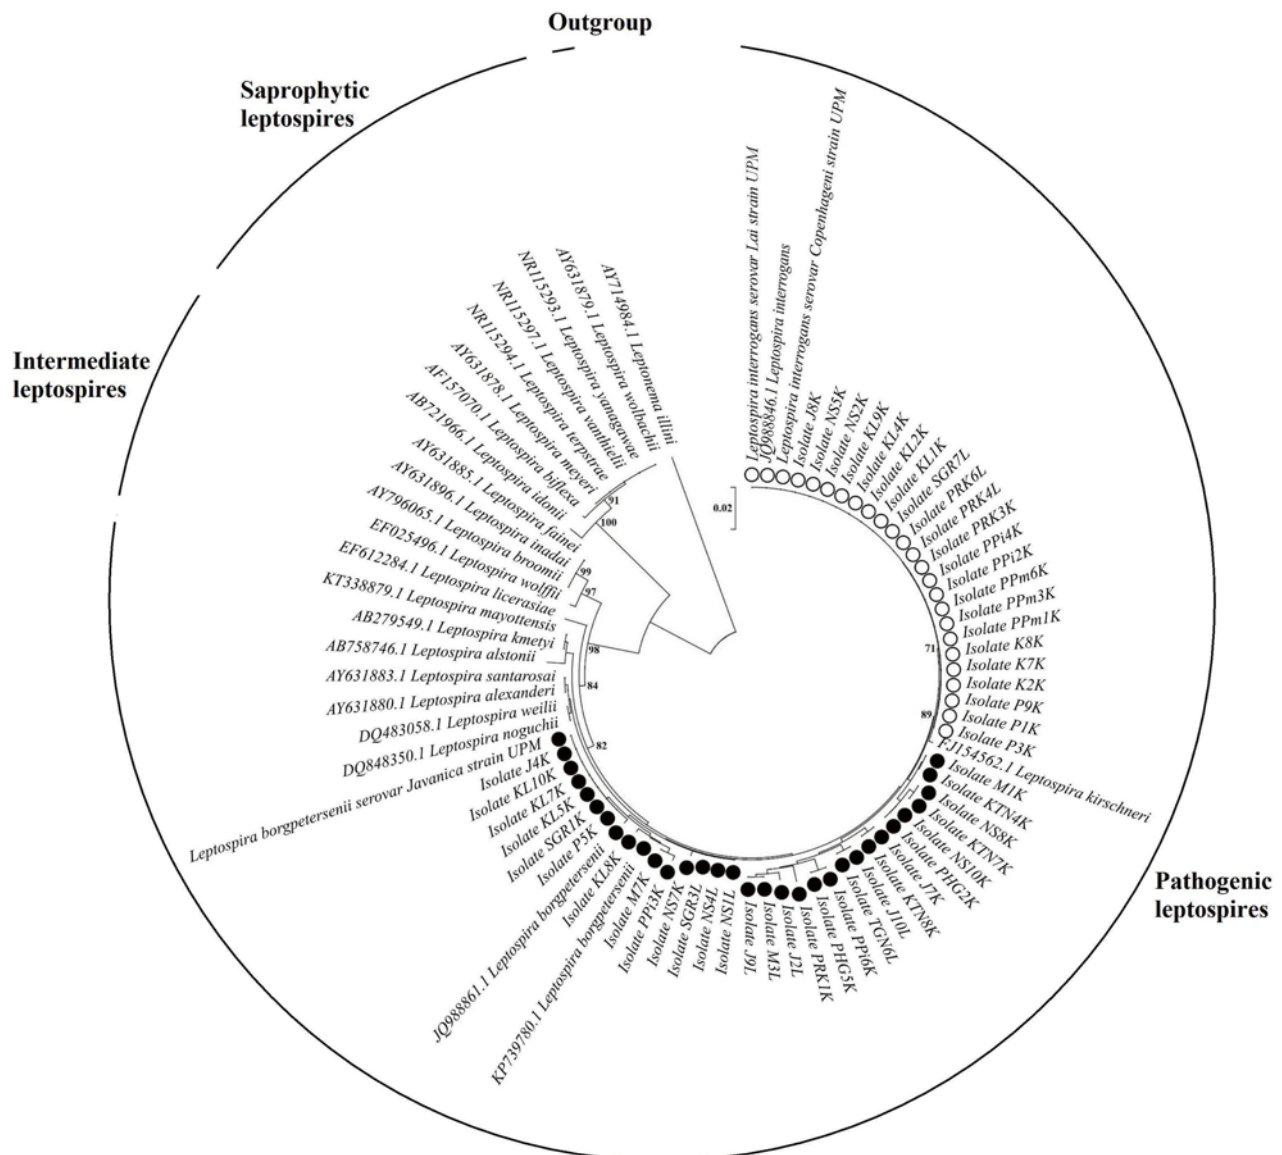 Outgroup
Saprophytic
leptospires
Intermediate
leptospires
Pathogenic
leptospires
Leptospira interrogans serovar Lai strain UPM
JQ988846.1 Leptospira interrogans
Leptospira interrogans serovar Copenhageni strain UPM
Isolate J8K
Isolate NS5K
Isolate NS2K
Isolate KL9K
Isolate KL4K
Isolate KL2K
Isolate KL1K
Isolate SGR7L
Isolate PRK6L
Isolate PRK4L
Isolate PRK3K
Isolate PPi4K
Isolate PPi2K
Isolate PPm6K
Isolate PPm3K
Isolate PPm1K
Isolate K8K
Isolate K7K
Isolate K2K
Isolate P9K
Isolate P1K
Isolate P3K
FJ154562.1 Leptospira kirschneri
Isolate M1K
Isolate KTN4K
Isolate NS8K
Isolate KTN7K
Isolate NS10K
Isolate PHG2K
Isolate J7K
Isolate KTN8K
Isolate J10L
Isolate TGN6L
Isolate PPi6K
Isolate PHG5K
Isolate PRK1K
Isolate J2L
Isolate M3L
Isolate J9L
Isolate NS1L
Isolate NS4L
Isolate SGR3L
Isolate NS7K
Isolate PPi3K
Isolate M7K
KP739780.1 Leptospira borgpetersenii
Isolate KL8K
JQ988861.1 Leptospira borgpetersenii
Isolate P5K
Isolate SGR1K
Isolate KL5K
Isolate KL7K
Isolate KL10K
Isolate J4K
Leptospira borgpetersenii serovar Javanica strain UPM
DQ848350.1 Leptospira noguchii
DQ483058.1 Leptospira weilii
AY631880.1 Leptospira alexanderi
AY631883.1 Leptospira santarosai
AB758746.1 Leptospira alstonii
AB279549.1 Leptospira kmetyi
KT338879.1 Leptospira mayottensis
EF612284.1 Leptospira licerasiae
EF025496.1 Leptospira wolffii
AY796065.1 Leptospira broomii
AY631896.1 Leptospira inadai
AY631885.1 Leptospira fainei
AB721966.1 Leptospira idonii
AF157070.1 Leptospira biflexa
AY631878.1 Leptospira meyeri
NR115294.1 Leptospira terpstrae
NR115297.1 Leptospira vanthielii
NR115293.1 Leptospira yanagawae
AY631879.1 Leptospira wolbachii
AY714984.1 Leptonema illini
0.02
91
100
99
97
98
84
82
71
89